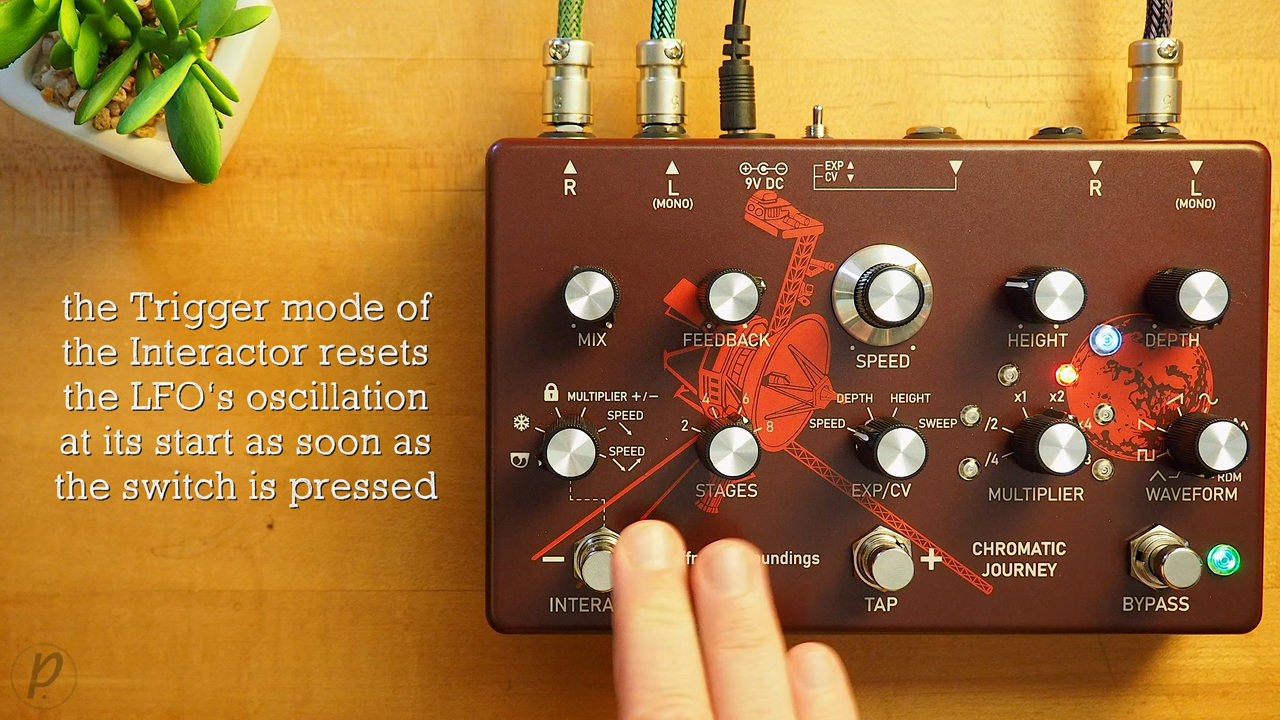 the Trigger mode of
the Interactor resets
the LFO's oscillation
at its start as soon as
the switch is pressed
R
L
(MONO)
9V DC
EXP
CV
R
L
(MONO)
MIX
FEEDBACK
SPEED
HEIGHT
DEPTH
MULTIPLIER +/−
SPEED
SPEED
2
4
6
8
STAGES
SPEED
DEPTH
HEIGHT
SWEEP
EXP/CV
/4
/2
x1
x2
MULTIPLIER
RDM
WAVEFORM
−
+
CHROMATIC
JOURNEY
TAP
BYPASS
p